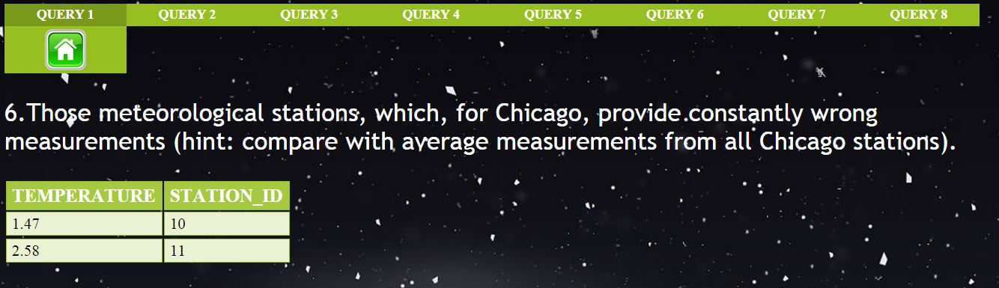 QUERY 1 QUERY 2 QUERY 3 QUERY 4 QUERY 5 QUERY 6 QUERY 7 QUERY 8
6.Those meteorological stations, which, for Chicago, provide constantly wrong
measurements (hint: compare with average measurements from all Chicago stations).
TEMPERATURE STATION_ID
1.47 10
2.58 11